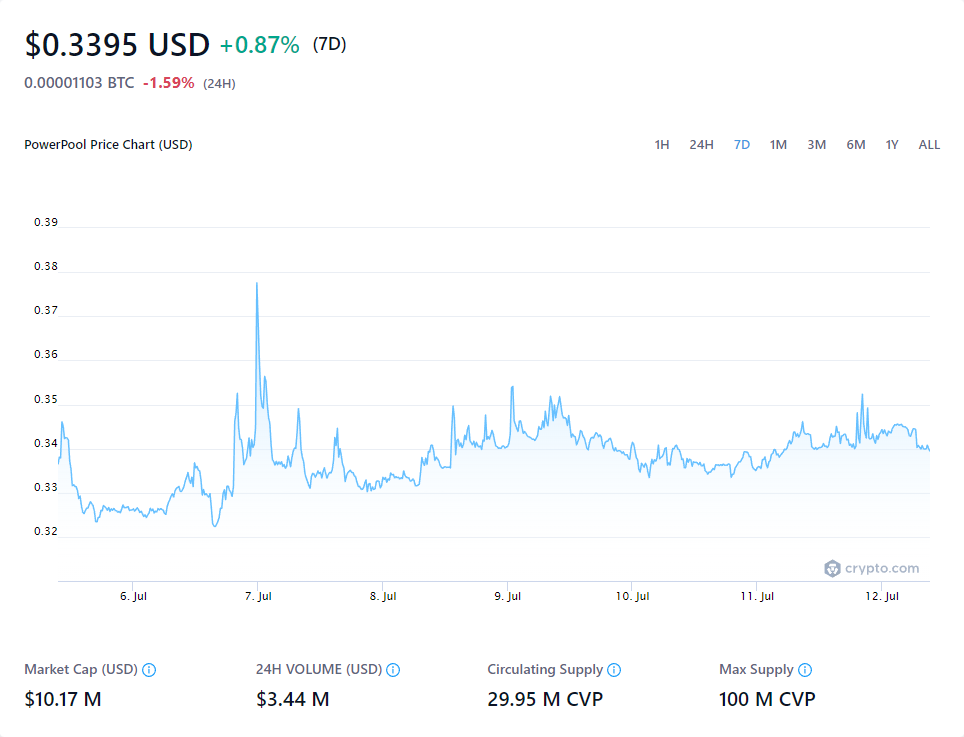 $0.3395 USD +0.87% (7D)
0.00001103 BTC -1.59% (24H)
PowerPool Price Chart (USD) 1H 24H 7D 1M 3M 6M 1Y ALL
0.39
0.38
0.37
0.36
0.35
0.34
0.33
0.32
crypto.com
6. Jul 7. Jul 8. Jul 9. Jul 10. Jul 11. Jul 12. Jul
Market Cap (USD) 24H VOLUME (USD) Circulating Supply Max Supply
$10.17 M $3.44 M 29.95 M CVP 100 M CVP